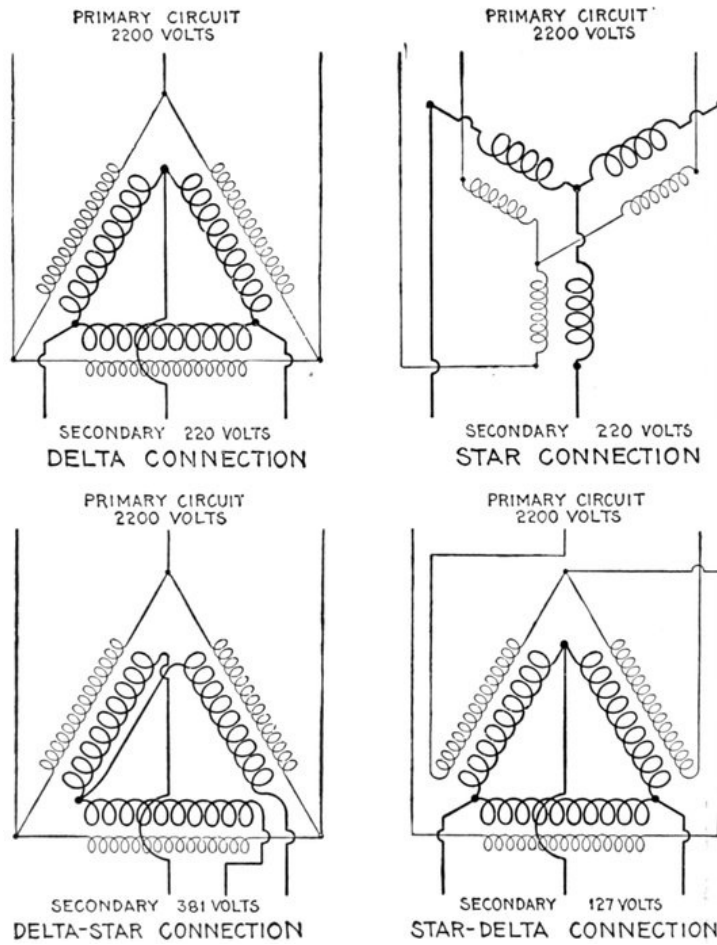 PRIMARY CIRCUIT
2200 VOLTS
SECONDARY 220 VOLTS
DELTA CONNECTION
PRIMARY CIRCUIT
2200 VOLTS
SECONDARY 220 VOLTS
STAR CONNECTION
PRIMARY CIRCUIT
2200 VOLTS
SECONDARY 381 VOLTS
DELTA-STAR CONNECTION
PRIMARY CIRCUIT
2200 VOLTS
SECONDARY 127 VOLTS
STAR-DELTA CONNECTION